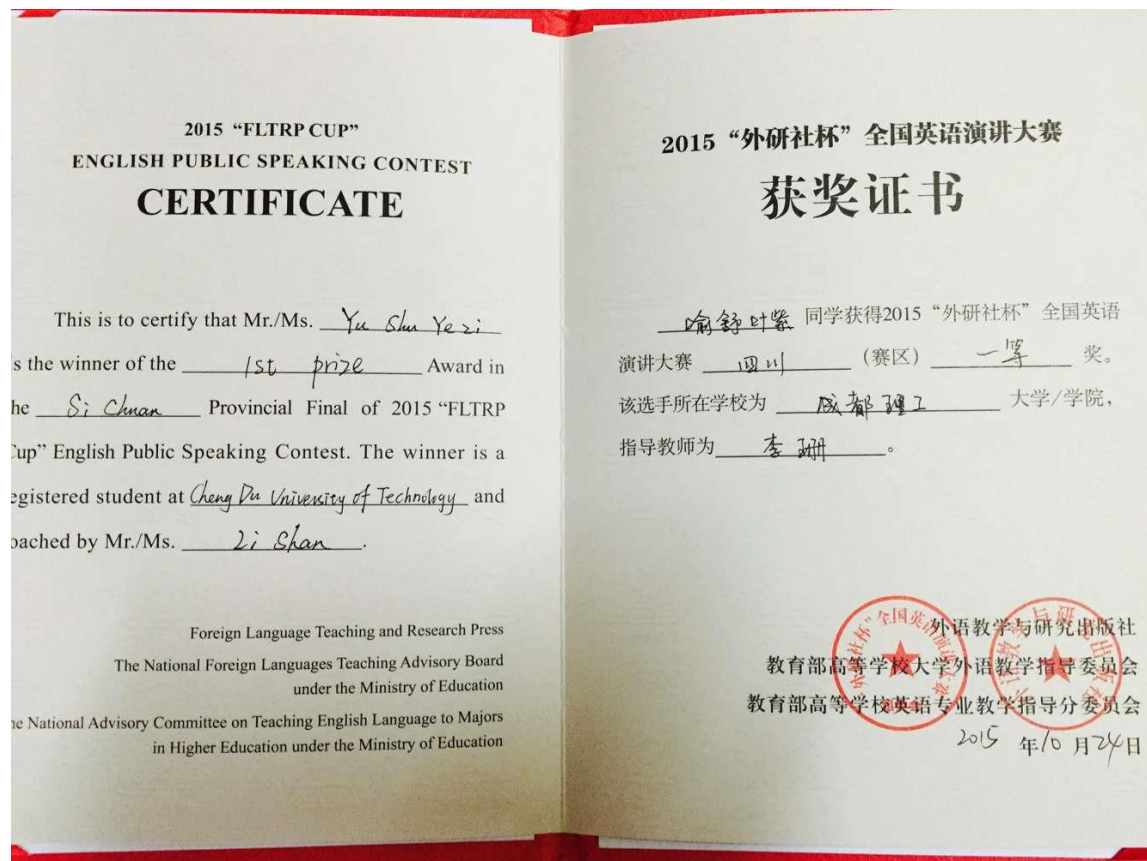 2015 “FLTRP CUP”
ENGLISH PUBLIC SPEAKING CONTEST
CERTIFICATE
This is to certify that Mr./Ms. Yu Shu Yezi
s the winner of the 1st prize Award in
he Si Chuan Provincial Final of 2015 “FLTRP
Cup” English Public Speaking Contest. The winner is a
egistered student at Cheng Du University of Technology and
oached by Mr./Ms. Li Shan.
Foreign Language Teaching and Research Press
The National Foreign Languages Teaching Advisory Board
under the Ministry of Education
he National Advisory Committee on Teaching English Language to Majors
in Higher Education under the Ministry of Education
2015“外研社杯”全国英语演讲大赛
获奖证书
喻舒叶紫 同学获得2015“外研社杯”全国英语
演讲大赛 四川 (赛区) 一等 奖。
该选手所在学校为 成都理工 大学/学院，
指导教师为 李珊 。
外语教学与研究出版社
教育部高等学校大学外语教学指导委员会
教育部高等学校英语专业教学指导分委员会
2015 年 10 月 24 日